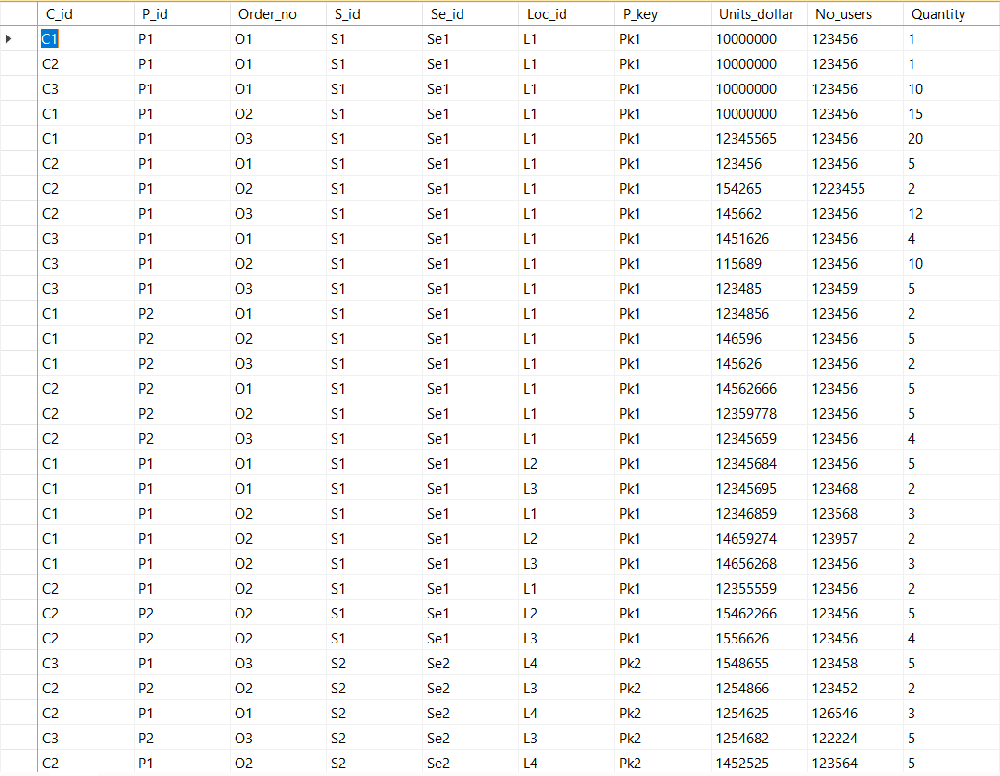 C_id P_id Order_no S_id Se_id Loc_id P_key Units_dollar No_users Quantity
C1 P1 O1 S1 Se1 L1 Pk1 10000000 123456 1
C2 P1 O1 S1 Se1 L1 Pk1 10000000 123456 1
C3 P1 O1 S1 Se1 L1 Pk1 10000000 123456 10
C1 P1 O2 S1 Se1 L1 Pk1 10000000 123456 15
C1 P1 O3 S1 Se1 L1 Pk1 12345565 123456 20
C2 P1 O1 S1 Se1 L1 Pk1 123456 123456 5
C2 P1 O2 S1 Se1 L1 Pk1 154265 1223455 2
C2 P1 O3 S1 Se1 L1 Pk1 145662 123456 12
C3 P1 O1 S1 Se1 L1 Pk1 1451626 123456 4
C3 P1 O2 S1 Se1 L1 Pk1 115689 123456 10
C3 P1 O3 S1 Se1 L1 Pk1 123485 123459 5
C1 P2 O1 S1 Se1 L1 Pk1 1234856 123456 2
C1 P2 O2 S1 Se1 L1 Pk1 146596 123456 5
C1 P2 O3 S1 Se1 L1 Pk1 145626 123456 2
C2 P2 O1 S1 Se1 L1 Pk1 14562666 123456 5
C2 P2 O2 S1 Se1 L1 Pk1 12359778 123456 5
C2 P2 O3 S1 Se1 L1 Pk1 12345659 123456 4
C1 P1 O1 S1 Se1 L2 Pk1 12345684 123456 5
C1 P1 O1 S1 Se1 L3 Pk1 12345695 123468 2
C1 P1 O2 S1 Se1 L1 Pk1 12346859 123568 3
C1 P1 O2 S1 Se1 L2 Pk1 14659274 123957 2
C1 P1 O2 S1 Se1 L3 Pk1 14656268 123456 3
C2 P1 O2 S1 Se1 L1 Pk1 12355559 123456 2
C2 P2 O2 S1 Se1 L2 Pk1 15462266 123456 5
C2 P2 O2 S1 Se1 L3 Pk1 1556626 123456 4
C3 P1 O3 S2 Se2 L4 Pk2 1548655 123458 5
C2 P2 O2 S2 Se2 L3 Pk2 1254866 123452 2
C2 P1 O1 S2 Se2 L4 Pk2 1254625 126546 3
C3 P2 O3 S2 Se2 L3 Pk2 1254682 122224 5
C2 P1 O2 S2 Se2 L4 Pk2 1452525 123564 5